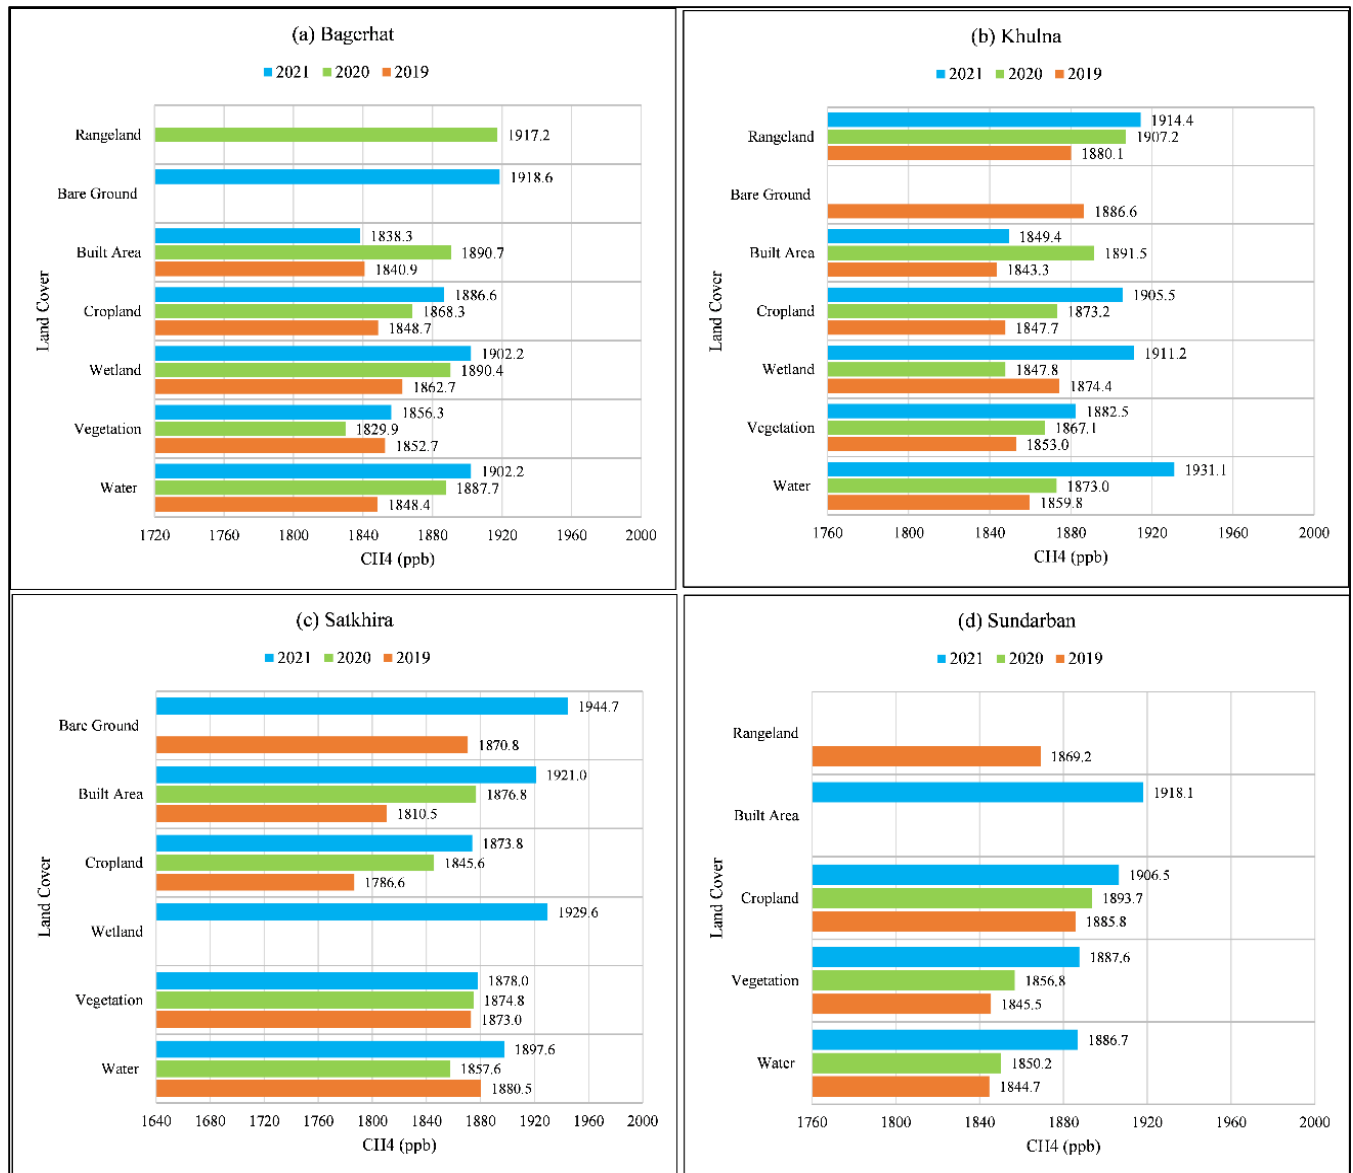 (a) Bagerhat
2021 2020 2019
Rangeland
1917.2
1918.6
Bare Ground
1838.3
Built Area
1890.7
1840.9
1886.6
Cropland
1868.3
1848.7
1902.2
Wetland
1890.4
1862.7
1856.3
Vegetation
1829.9
1852.7
1902.2
Water
1887.7
1848.4
1720 1760 1800 1840 1880 1920 1960 2000
CH4 (ppb)
Land Cover
(b) Khulna
2021 2020 2019
1914.4
Rangeland
1907.2
1880.1
Bare Ground
1886.6
1849.4
Built Area
1891.5
1843.3
1905.5
Cropland
1873.2
1847.7
1911.2
Wetland
1847.8
1874.4
1882.5
Vegetation
1867.1
1853.0
1931.1
Water
1873.0
1859.8
1760 1800 1840 1880 1920 1960 2000
CH4 (ppb)
Land Cover
(c) Satkhira
2021 2020 2019
1944.7
Bare Ground
1870.8
1921.0
Built Area
1876.8
1810.5
1873.8
Cropland
1845.6
1786.6
1929.6
Wetland
1878.0
Vegetation
1874.8
1873.0
1897.6
Water
1857.6
1880.5
1640 1680 1720 1760 1800 1840 1880 1920 1960 2000
CH4 (ppb)
Land Cover
(d) Sundarban
2021 2020 2019
Rangeland
1869.2
1918.1
Built Area
1906.5
Cropland
1893.7
1885.8
1887.6
Vegetation
1856.8
1845.5
1886.7
Water
1850.2
1844.7
1760 1800 1840 1880 1920 1960 2000
CH4 (ppb)
Land Cover